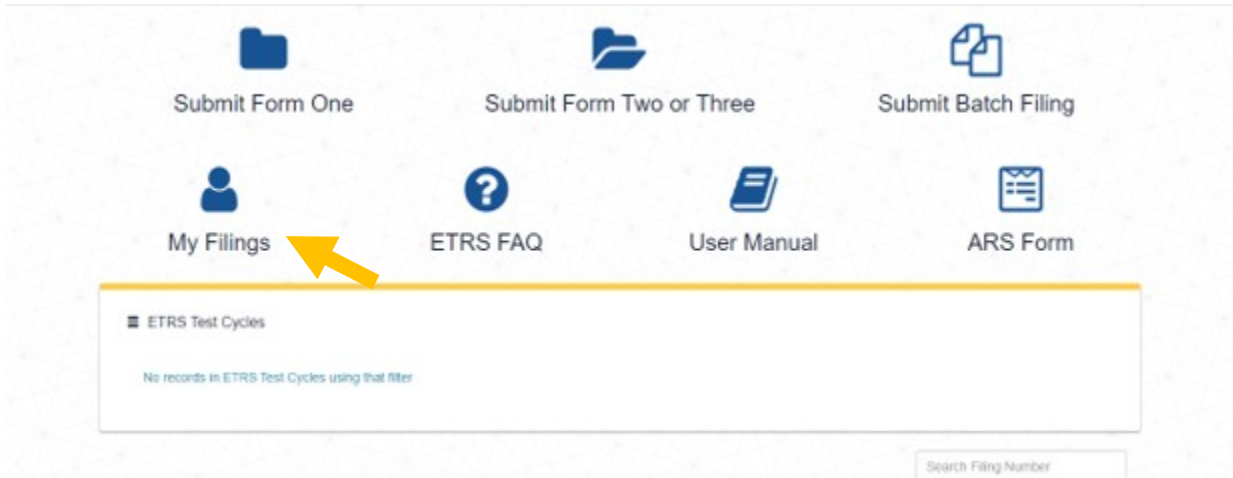 Submit Form One
Submit Form Two or Three
Submit Batch Filing
My Filings
ETRS FAQ
User Manual
ARS Form
ETRS Test Cycles
No records in ETRS Test Cycles using that filter
Search Filing Number